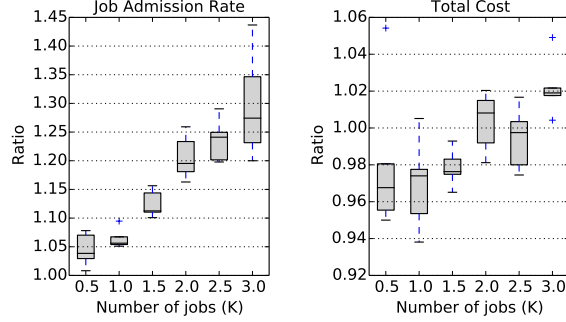 Job Admission Rate
1.45
1.40
1.35
1.30
1.25
1.20
1.15
1.10
1.05
1.00
Ratio
0.5 1.0 1.5 2.0 2.5 3.0
Number of jobs (K)
Total Cost
1.06
1.04
1.02
1.00
0.98
0.96
0.94
0.92
Ratio
0.5 1.0 1.5 2.0 2.5 3.0
Number of jobs (K)